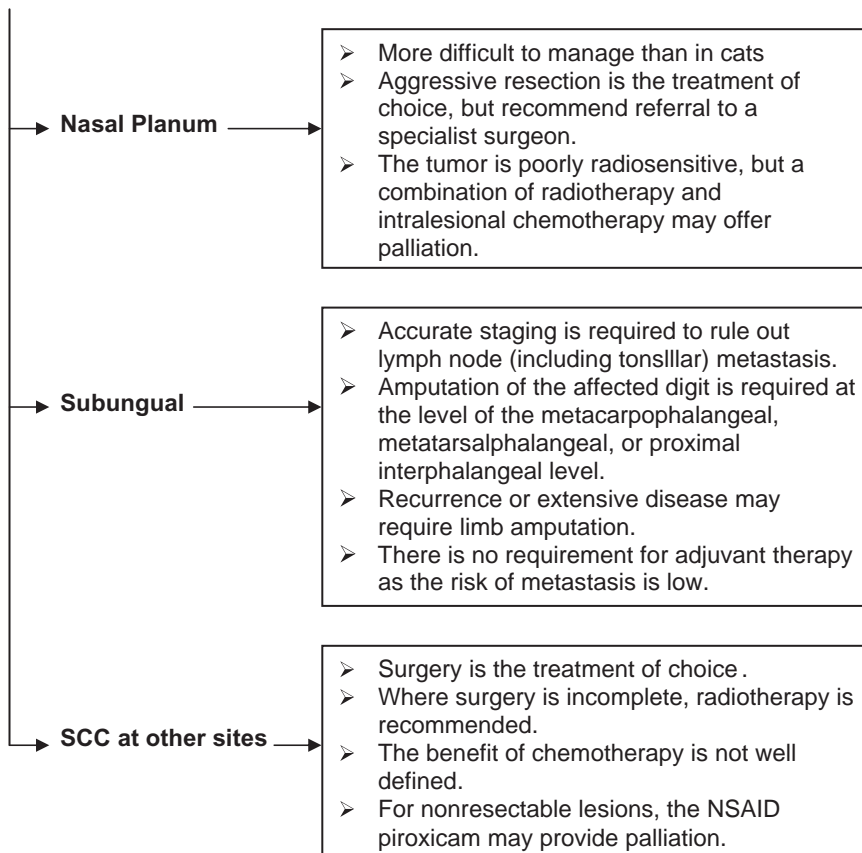 Nasal Planum
➢ More difficult to manage than in cats
➢ Aggressive resection is the treatment of
choice, but recommend referral to a
specialist surgeon.
➢ The tumor is poorly radiosensitive, but a
combination of radiotherapy and
intralesional chemotherapy may offer
palliation.
Subungual
➢ Accurate staging is required to rule out
lymph node (including tonslllar) metastasis.
➢ Amputation of the affected digit is required at
the level of the metacarpophalangeal,
metatarsalphalangeal, or proximal
interphalangeal level.
➢ Recurrence or extensive disease may
require limb amputation.
➢ There is no requirement for adjuvant therapy
as the risk of metastasis is low.
SCC at other sites
➢ Surgery is the treatment of choice.
➢ Where surgery is incomplete, radiotherapy is
recommended.
➢ The benefit of chemotherapy is not well
defined.
➢ For nonresectable lesions, the NSAID
piroxicam may provide palliation.